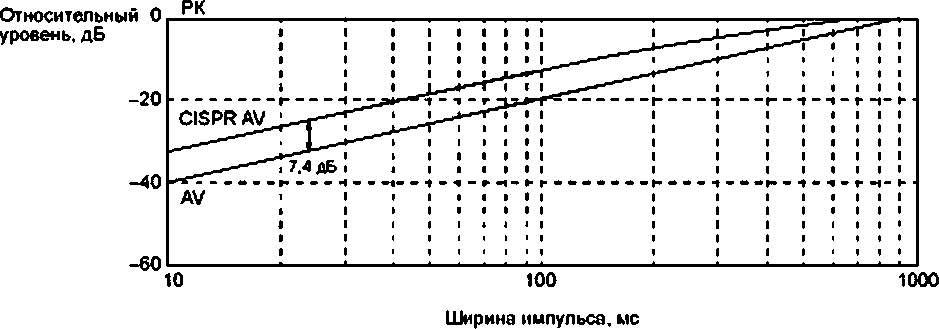 Относительный
уровень, дБ
0
РК
–20
CISPR AV
7,4 дБ
–40
AV
–60
10
100
1000
Ширина импульса, мс